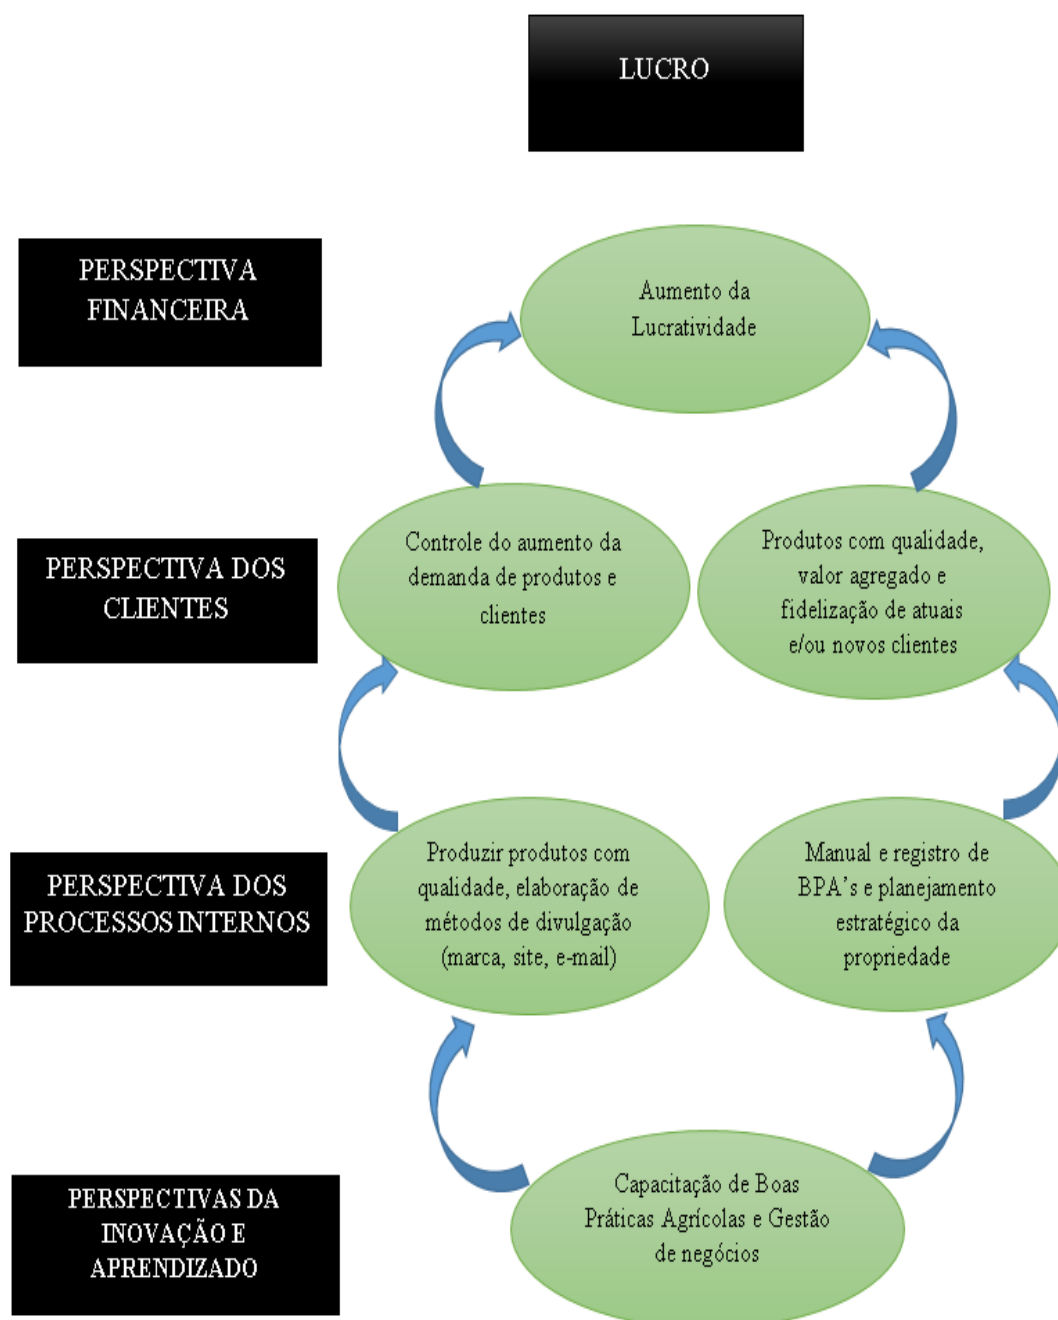 LUCRO
PERSPECTIVA
FINANCEIRA
Aumento da
Lucratividade
PERSPECTIVA DOS
CLIENTES
Controle do aumento da
demanda de produtos e
clientes
Produtos com qualidade,
valor agregado e
fidelização de atuais
e/ou novos clientes
PERSPECTIVA DOS
PROCESSOS INTERNOS
Produzir produtos com
qualidade, elaboração de
métodos de divulgação
(marca, site, e-mail)
Manual e registro de
BPA’s e planejamento
estratégico da
propriedade
PERSPECTIVAS DA
INOVAÇÃO E
APRENDIZADO
Capacitação de Boas
Práticas Agrícolas e Gestão
de negócios